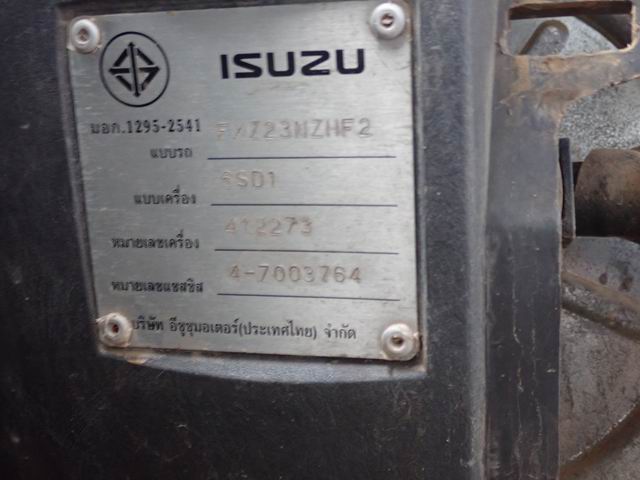 ISUZU
มอก.1295-2541
แบบรถ FXZ23NZHF2
แบบเครื่อง 6SD1
หมายเลขเครื่อง 412273
หมายเลขแชสซีส 4-7003764
บริษัท อีซูซุมอเตอร์(ประเทศไทย) จำกัด